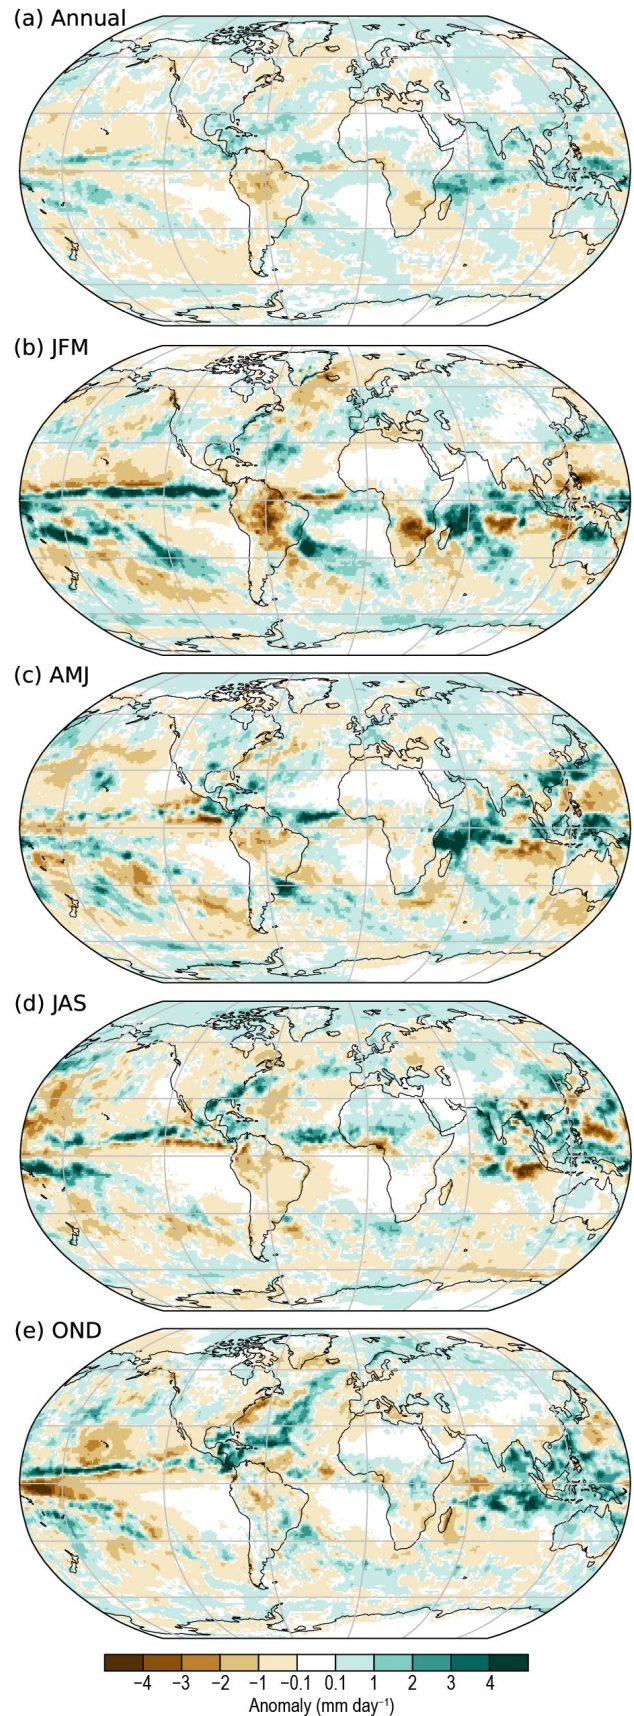 (a) Annual
(b) JFM
(c) AMJ
(d) JAS
(e) OND
−4 −3 −2 −1 −0.1 0.1 1 2 3 4
Anomaly (mm day⁻¹)